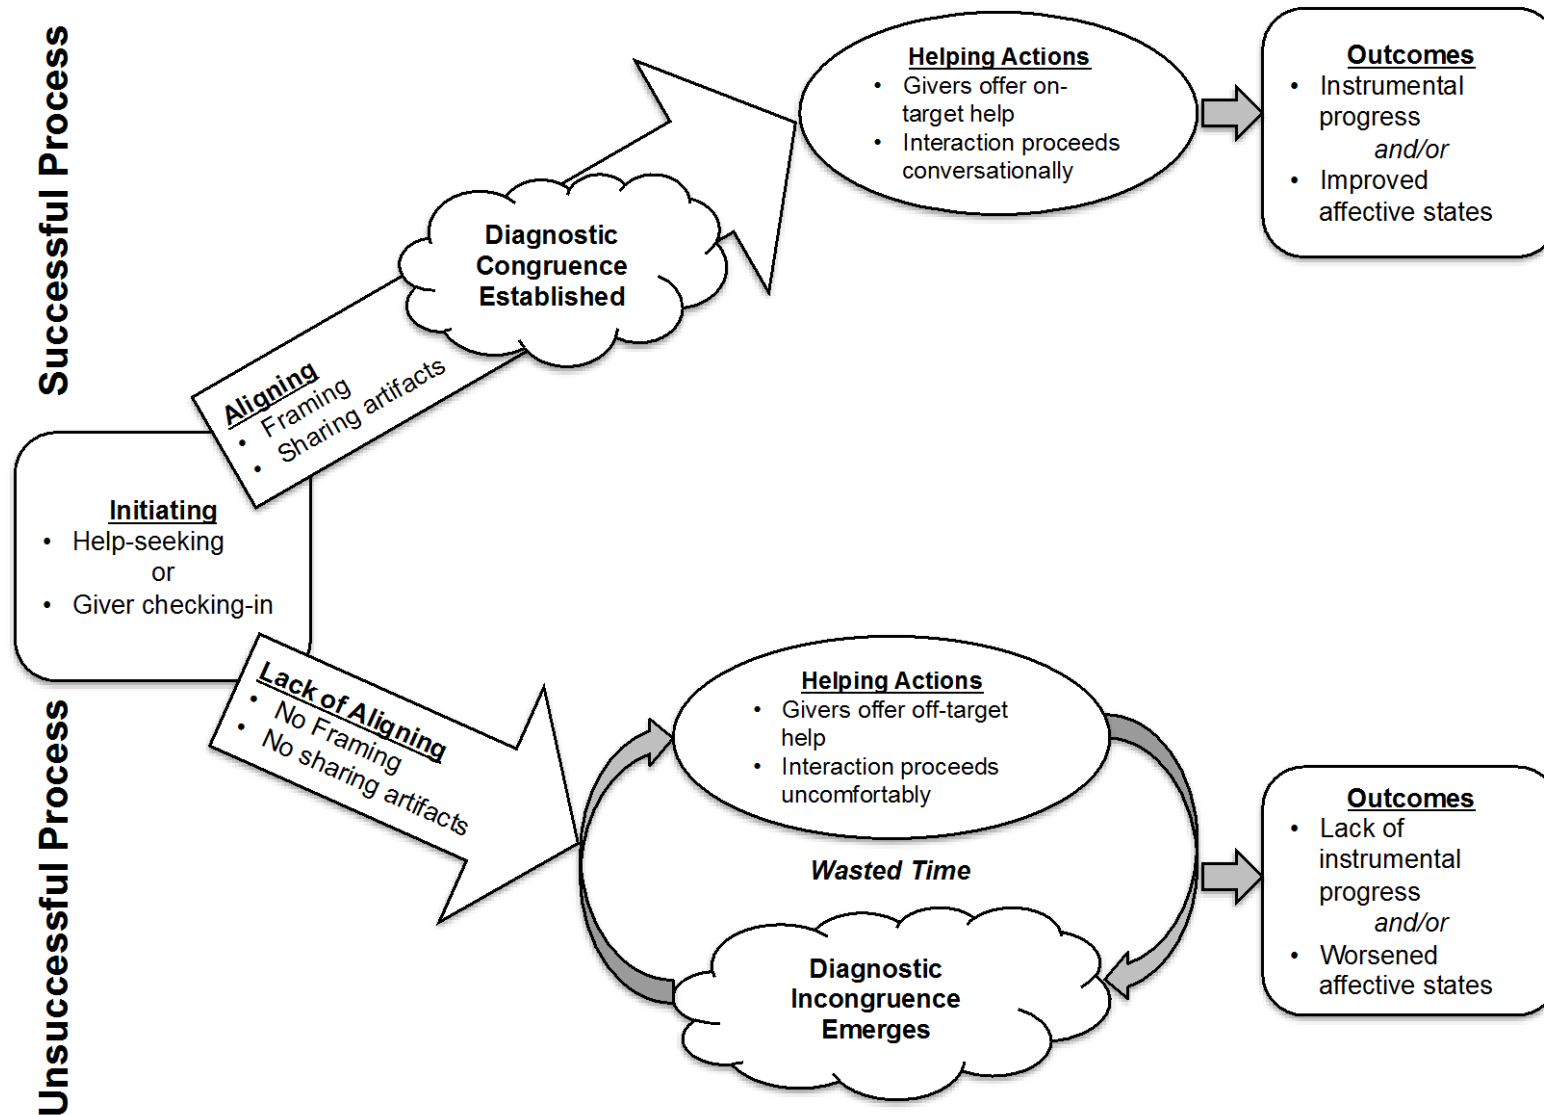 Successful Process
Initiating
• Help-seeking
or
• Giver checking-in
Aligning
• Framing
• Sharing artifacts
Diagnostic
Congruence
Established
Helping Actions
• Givers offer on-
target help
• Interaction proceeds
conversationally
Outcomes
• Instrumental
progress
and/or
• Improved
affective states
Unsuccessful Process
Lack of Aligning
• No Framing
• No sharing artifacts
Helping Actions
• Givers offer off-target
help
• Interaction proceeds
uncomfortably
Wasted Time
Diagnostic
Incongruence
Emerges
Outcomes
• Lack of
instrumental
progress
and/or
• Worsened
affective states